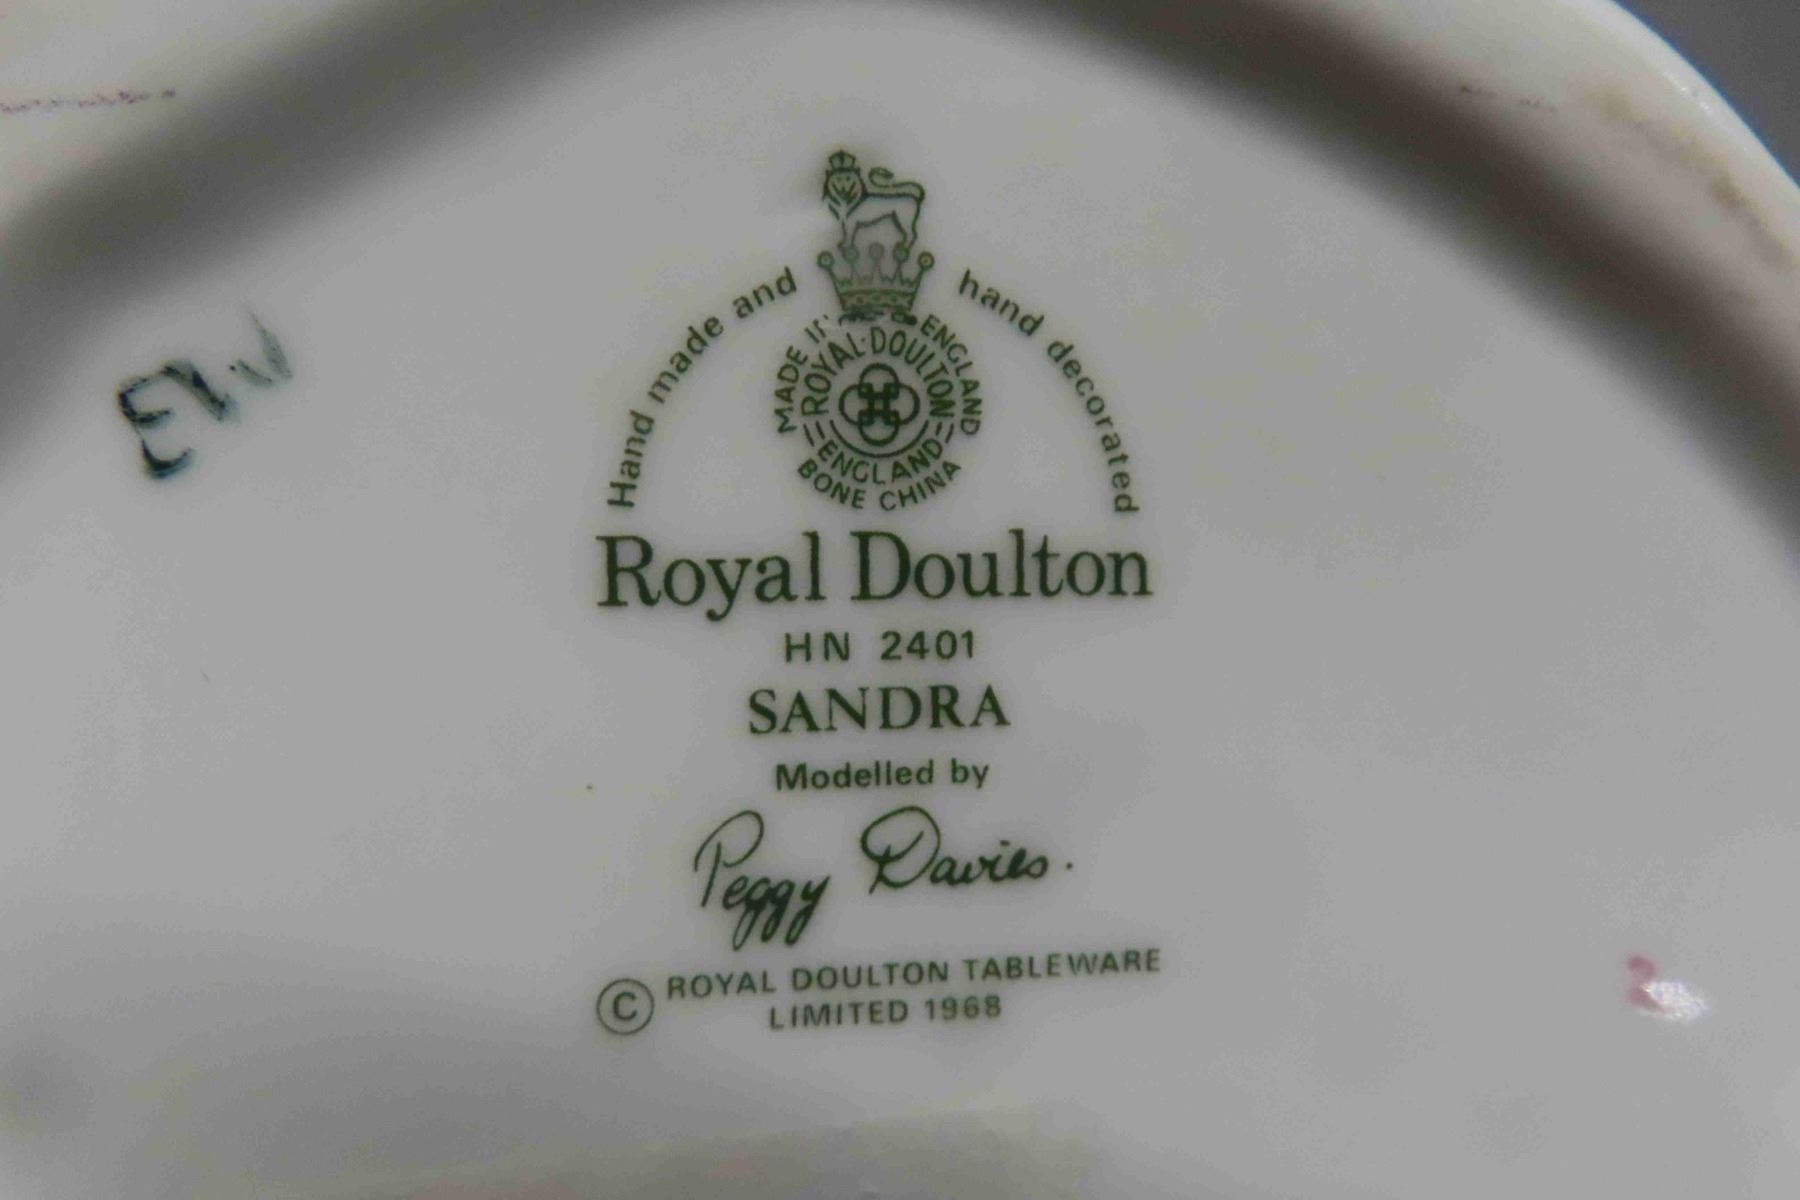 Hand made and hand decorated
MADE IN ENGLAND
ROYAL·DOULTON
ENGLAND
BONE CHINA
Royal Doulton
HN 2401
SANDRA
Modelled by
Peggy Davies.
© ROYAL DOULTON TABLEWARE
LIMITED 1968